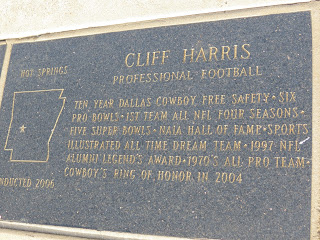 HOT SPRINGS
CLIFF HARRIS
PROFESSIONAL FOOTBALL
TEN YEAR DALLAS COWBOY FREE SAFETY • SIX
PRO BOWLS • 1ST TEAM ALL NFL FOUR SEASONS •
FIVE SUPER BOWLS • NAIA HALL OF FAME • SPORTS
ILLUSTRATED ALL TIME DREAM TEAM • 1997 NFL
ALUMNI LEGEND'S AWARD • 1970'S ALL PRO TEAM •
COWBOY'S RING OF HONOR IN 2004
NDUCTED 2006